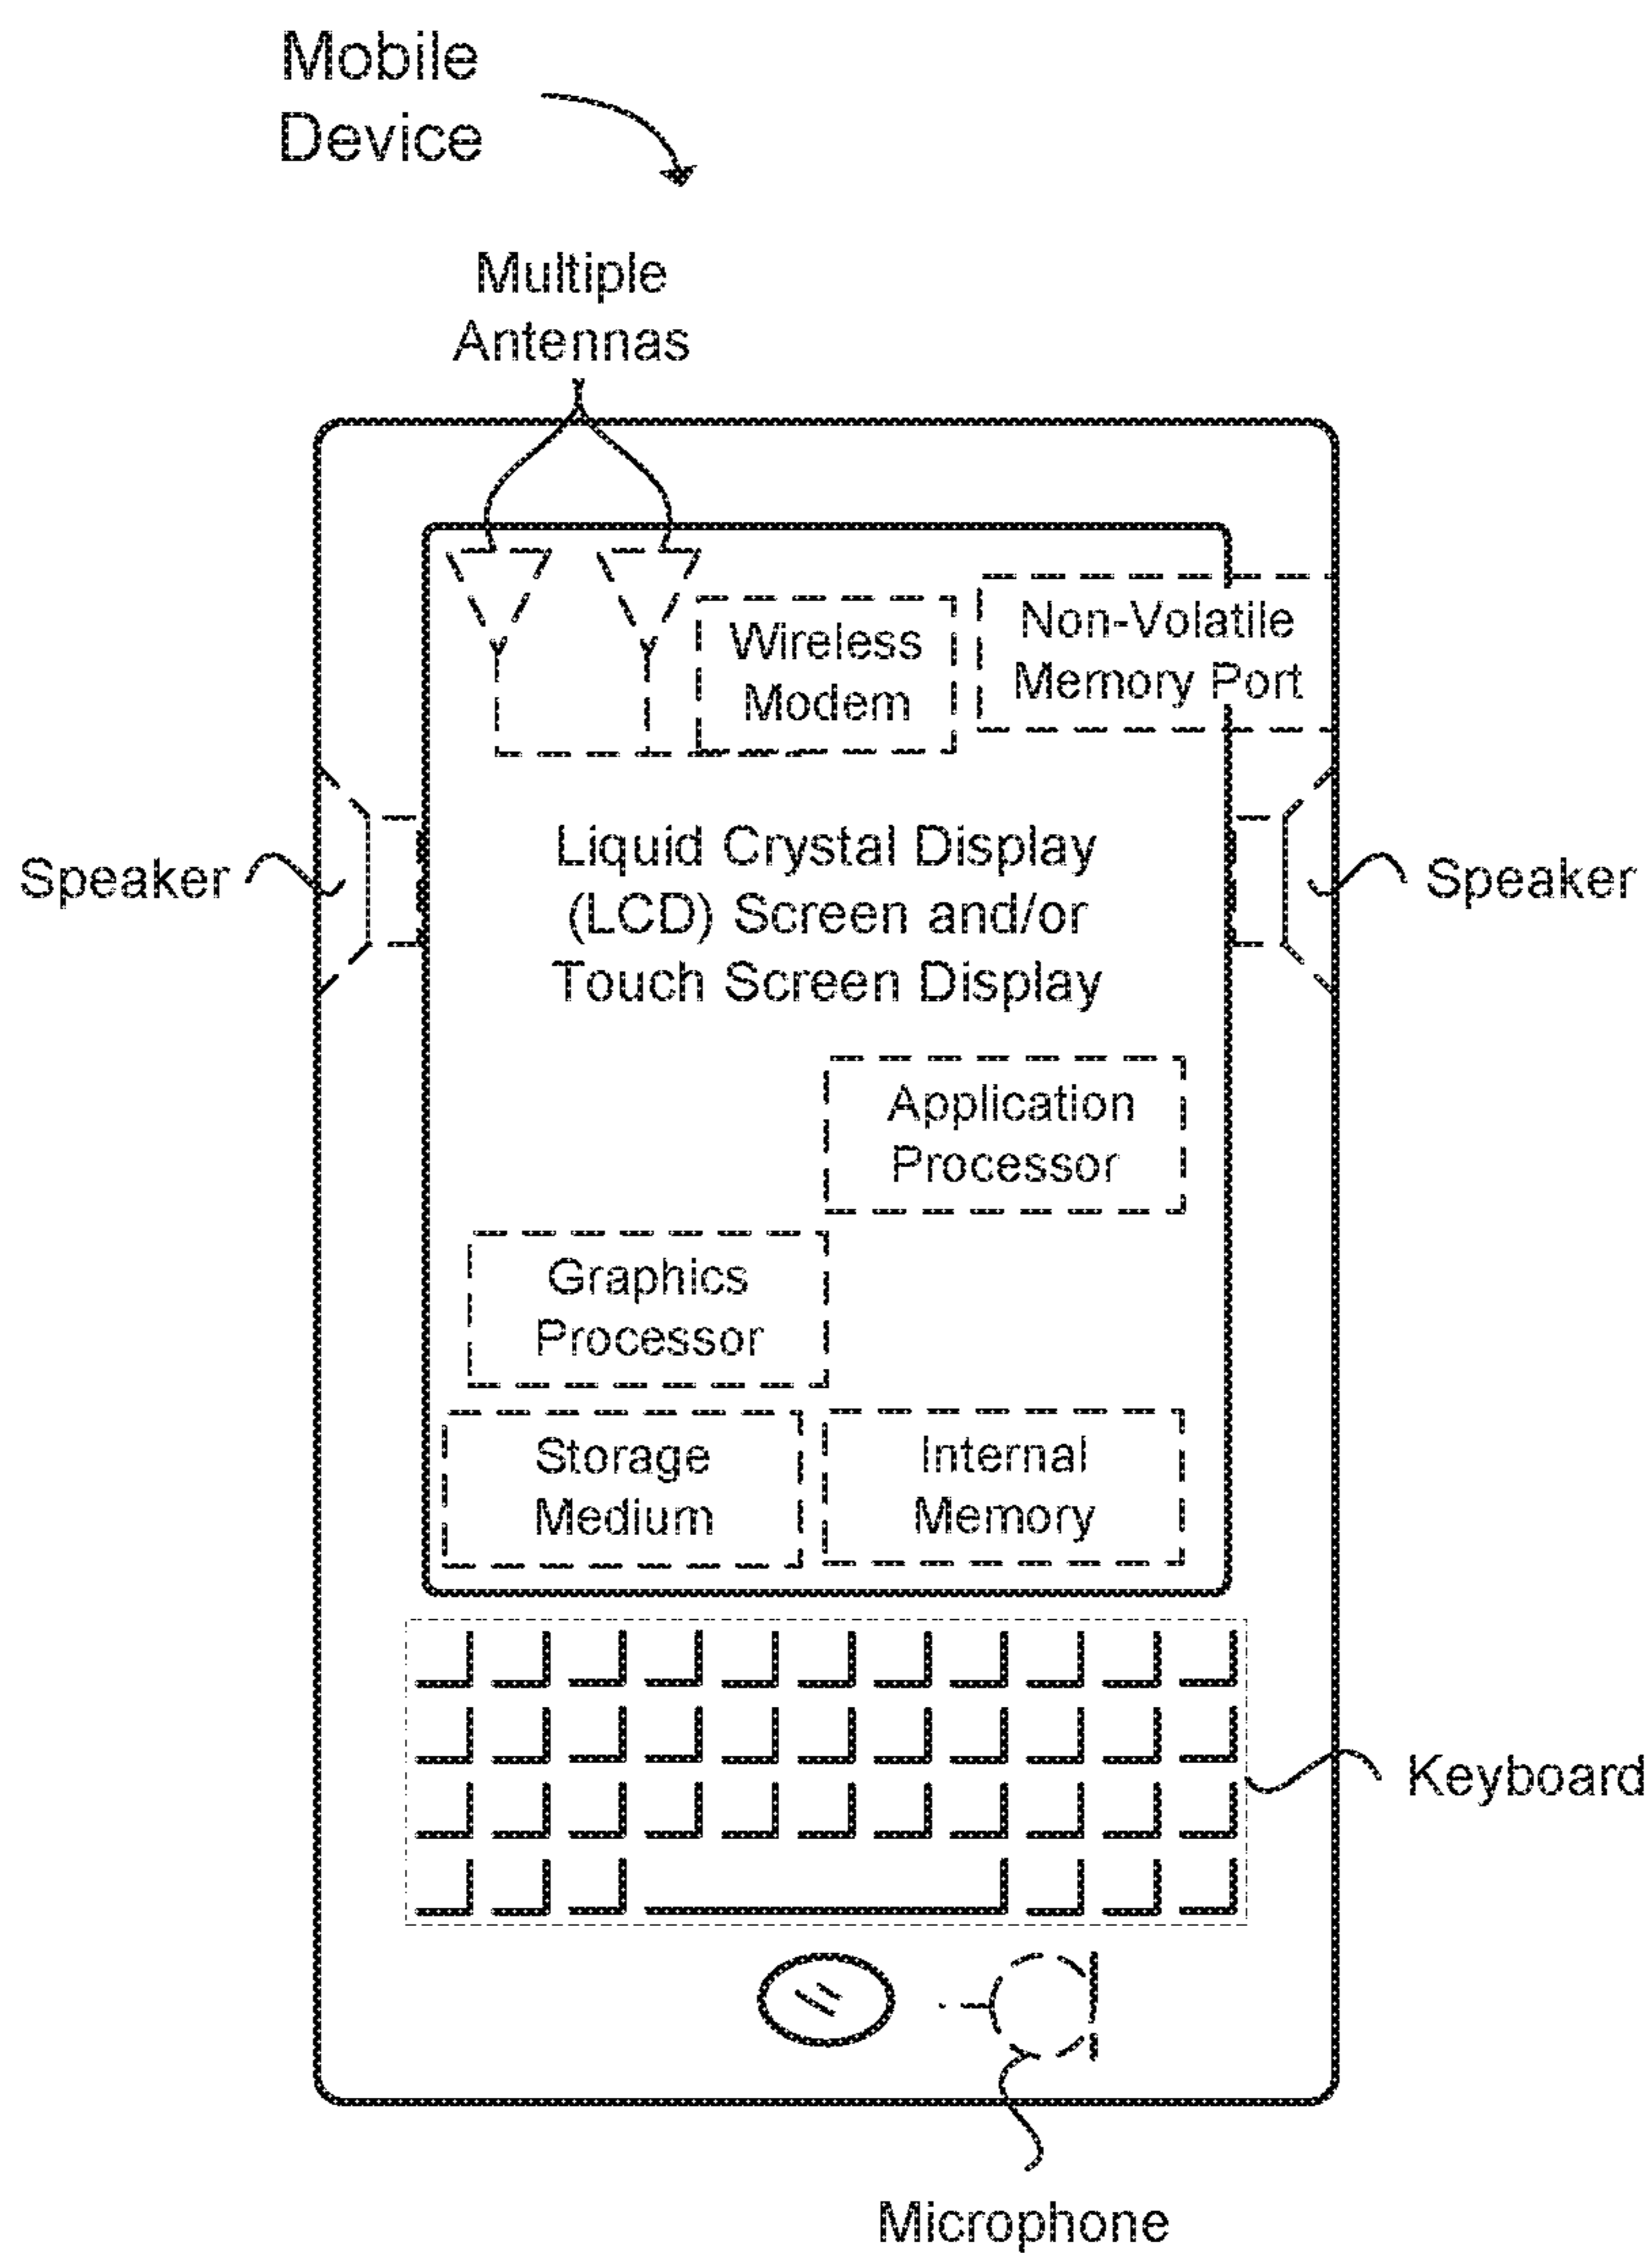 Mobile
Device
Multiple
Antennas
Wireless
Modem
Non-Volatile
Memory Port
Speaker
Liquid Crystal Display
(LCD) Screen and/or
Touch Screen Display
Speaker
Application
Processor
Graphics
Processor
Storage
Medium
Internal
Memory
Keyboard
Microphone